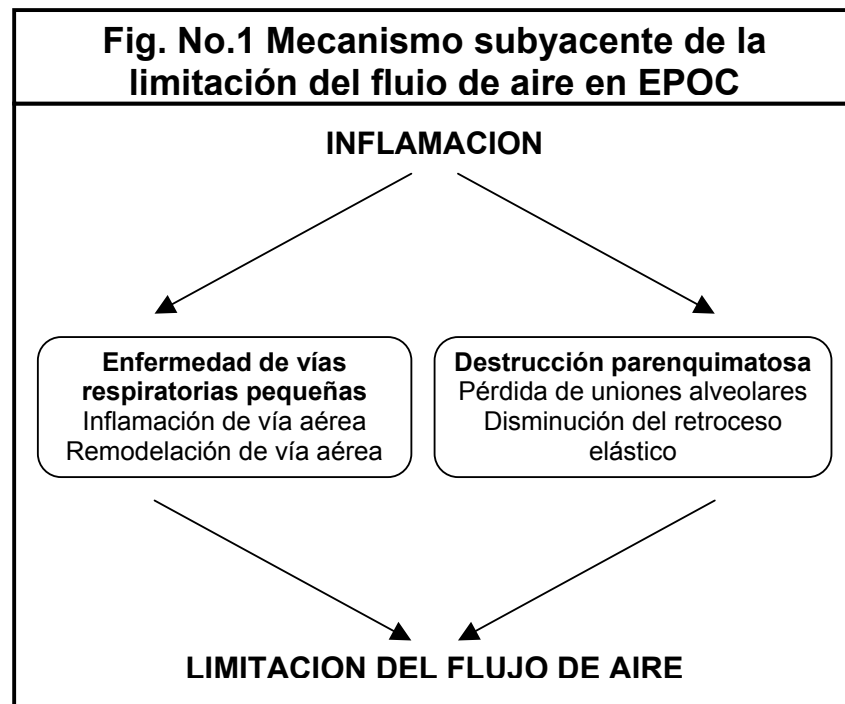 Fig. No.1 Mecanismo subyacente de la
limitación del fluio de aire en EPOC
INFLAMACION
Enfermedad de vías
respiratorias pequeñas
Inflamación de vía aérea
Remodelación de vía aérea
Destrucción parenquimatosa
Pérdida de uniones alveolares
Disminución del retroceso
elástico
LIMITACION DEL FLUJO DE AIRE